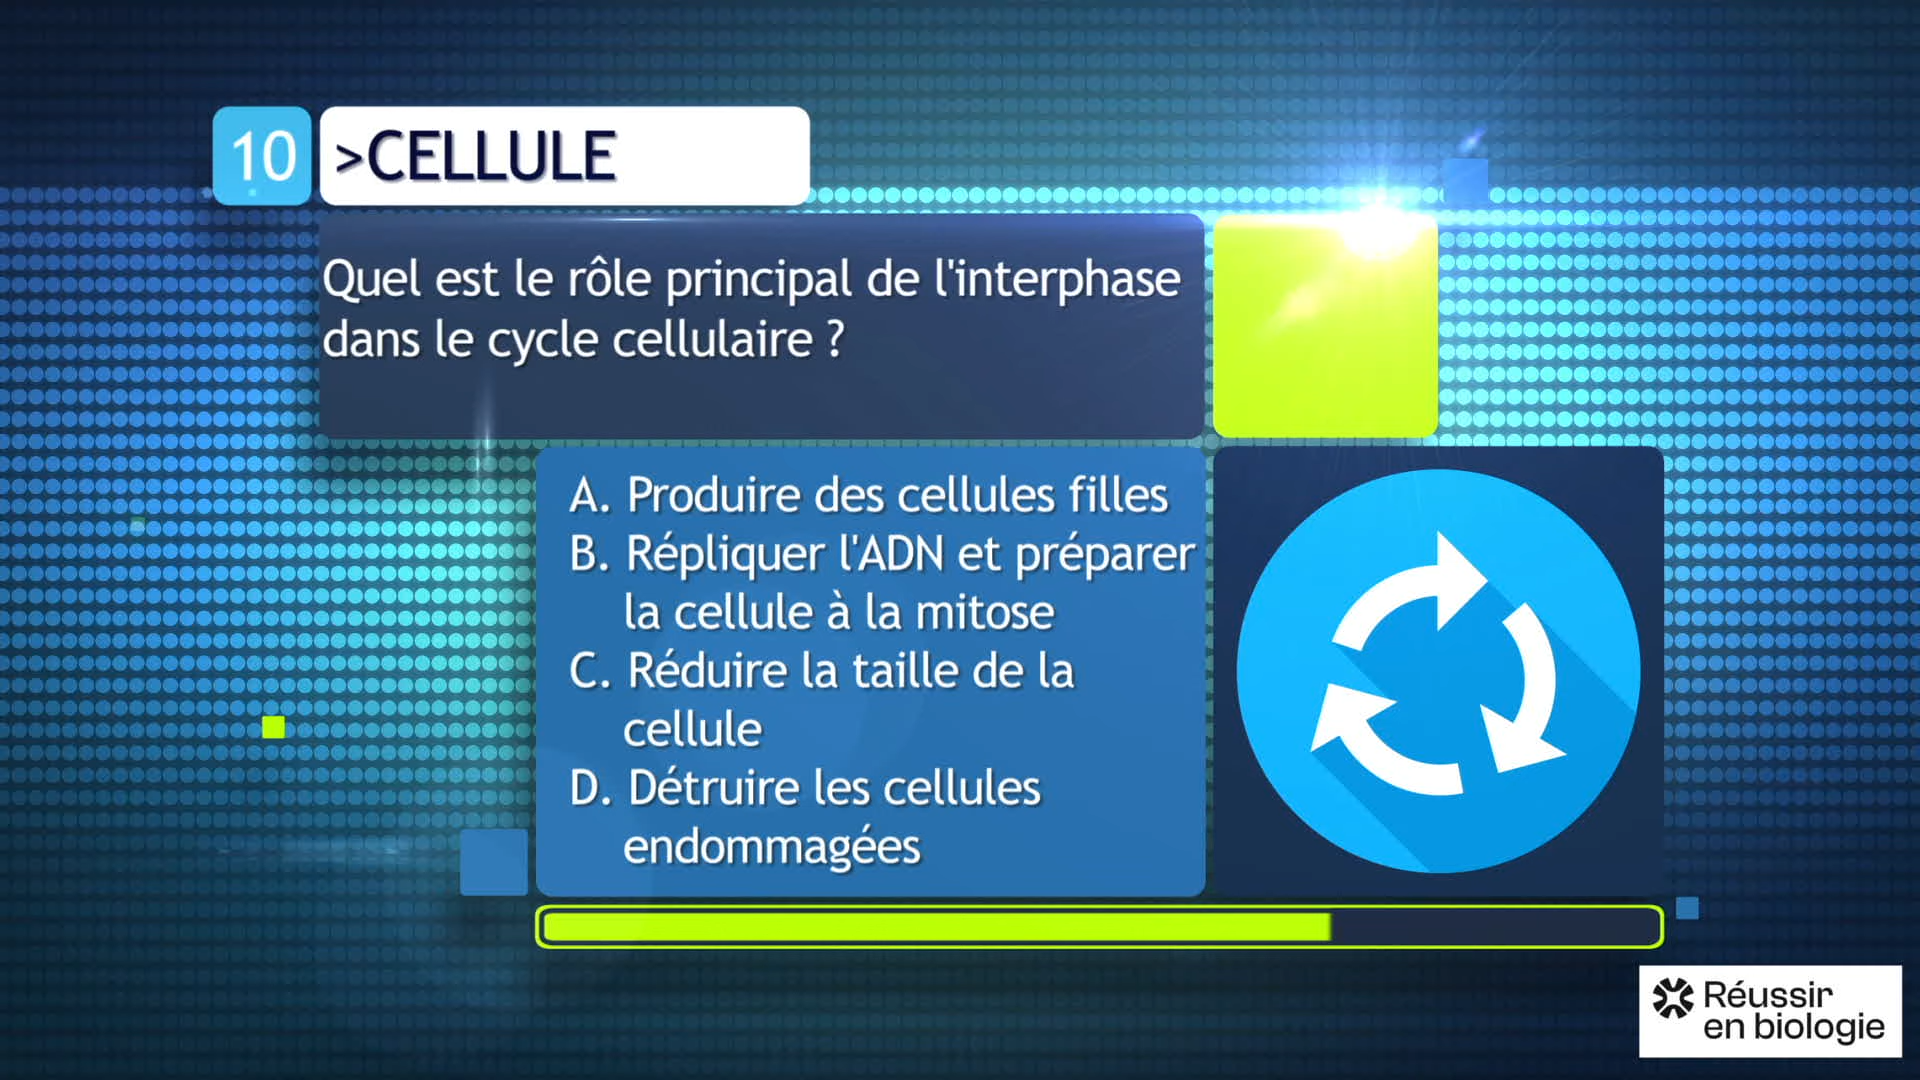 10
>CELLULE
Quel est le rôle principal de l'interphase
dans le cycle cellulaire ?
A. Produire des cellules filles
B. Répliquer l'ADN et préparer
la cellule à la mitose
C. Réduire la taille de la
cellule
D. Détruire les cellules
endommagées
Réussir
en biologie